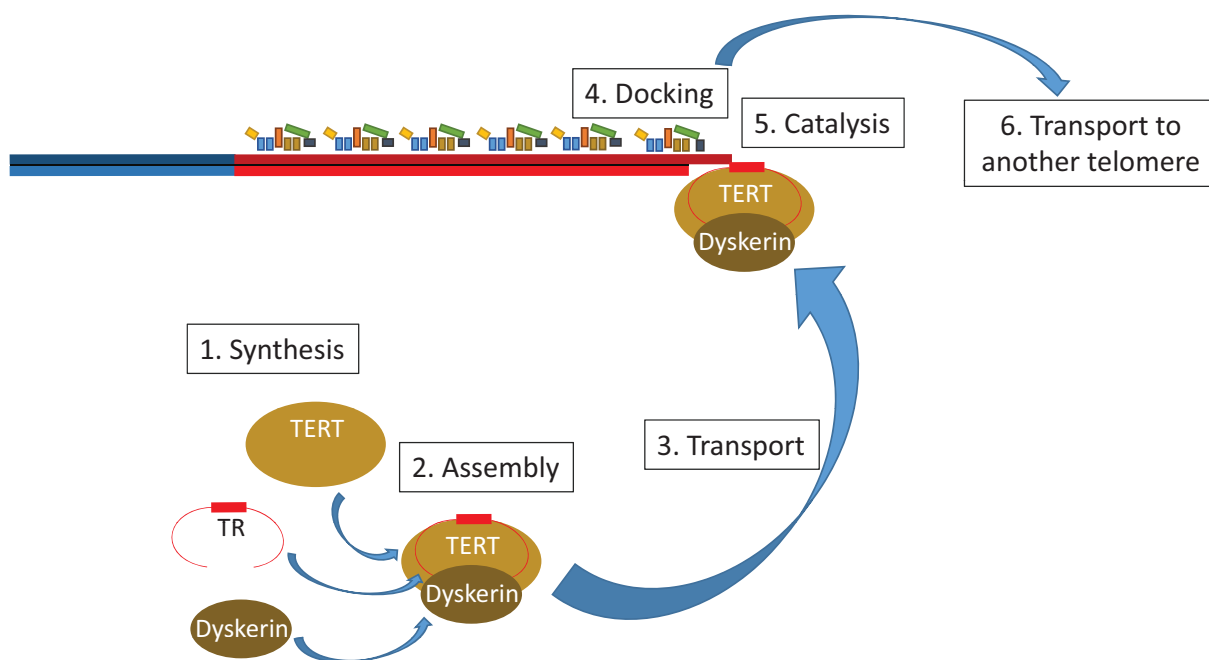 4. Docking
5. Catalysis
6. Transport to
another telomere
TERT
Dyskerin
1. Synthesis
TERT
2. Assembly
3. Transport
TR
TERT
Dyskerin
Dyskerin